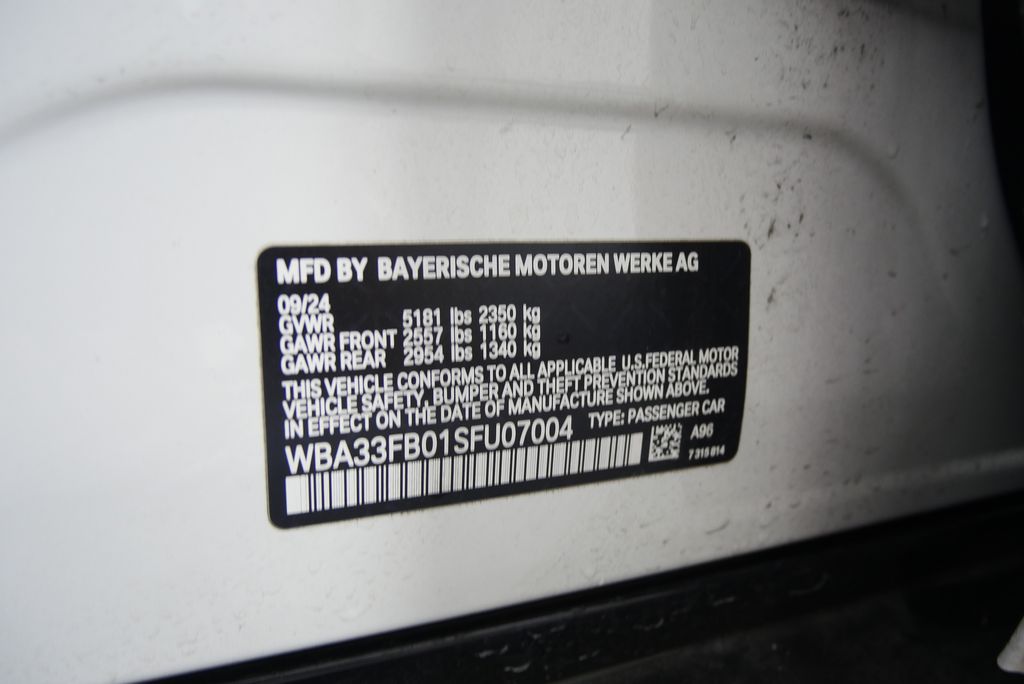 MFD BY BAYERISCHE MOTOREN WERKE AG
09/24
GVWR 5181 lbs 2350 kg
GAWR FRONT 2557 lbs 1160 kg
GAWR REAR 2954 lbs 1340 kg
THIS VEHICLE CONFORMS TO ALL APPLICABLE U.S.FEDERAL MOTOR
VEHICLE SAFETY, BUMPER AND THEFT PREVENTION STANDARDS
IN EFFECT ON THE DATE OF MANUFACTURE SHOWN ABOVE.
WBA33FB01SFU07004 TYPE: PASSENGER CAR
A96
7 316 814